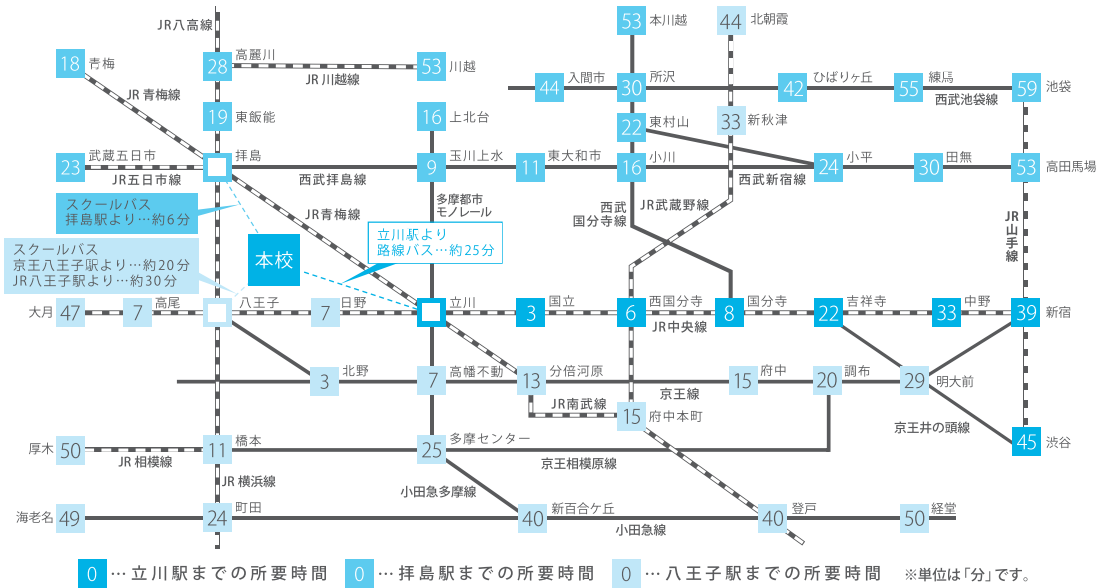 JR八高線
53
本川越
44
北朝霞
18
青梅
28
高麗川
JR川越線
53
川越
JR青梅線
44
入間市
30
所沢
42
ひばりヶ丘
55
練馬
西武池袋線
59
池袋
19
東飯能
16
上北台
22
東村山
33
新秋津
23
武蔵五日市
JR五日市線
拝島
西武拝島線
9
玉川上水
11
東大和市
16
小川
西武新宿線
24
小平
30
田無
53
高田馬場
スクールバス
拝島駅より…約6分
JR青梅線
多摩都市
モノレール
西武
国分寺線
JR武蔵野線
JR山手線
立川駅より
路線バス…約25分
本校
スクールバス
京王八王子駅より…約20分
JR八王子駅より…約30分
大月
47
7
高尾
八王子
7
日野
立川
3
国立
6
西国分寺
JR中央線
8
国分寺
22
吉祥寺
33
中野
39
新宿
3
北野
7
高幡不動
13
分倍河原
京王線
15
府中
20
調布
29
明大前
JR南武線
15
府中本町
京王井の頭線
45
渋谷
厚木
50
JR相模線
11
橋本
25
多摩センター
京王相模原線
JR横浜線
小田急多摩線
海老名
49
24
町田
40
新百合ケ丘
小田急線
40
登戸
50
経堂
0…立川駅までの所要時間
0…拝島駅までの所要時間
0…八王子駅までの所要時間
※単位は「分」です。